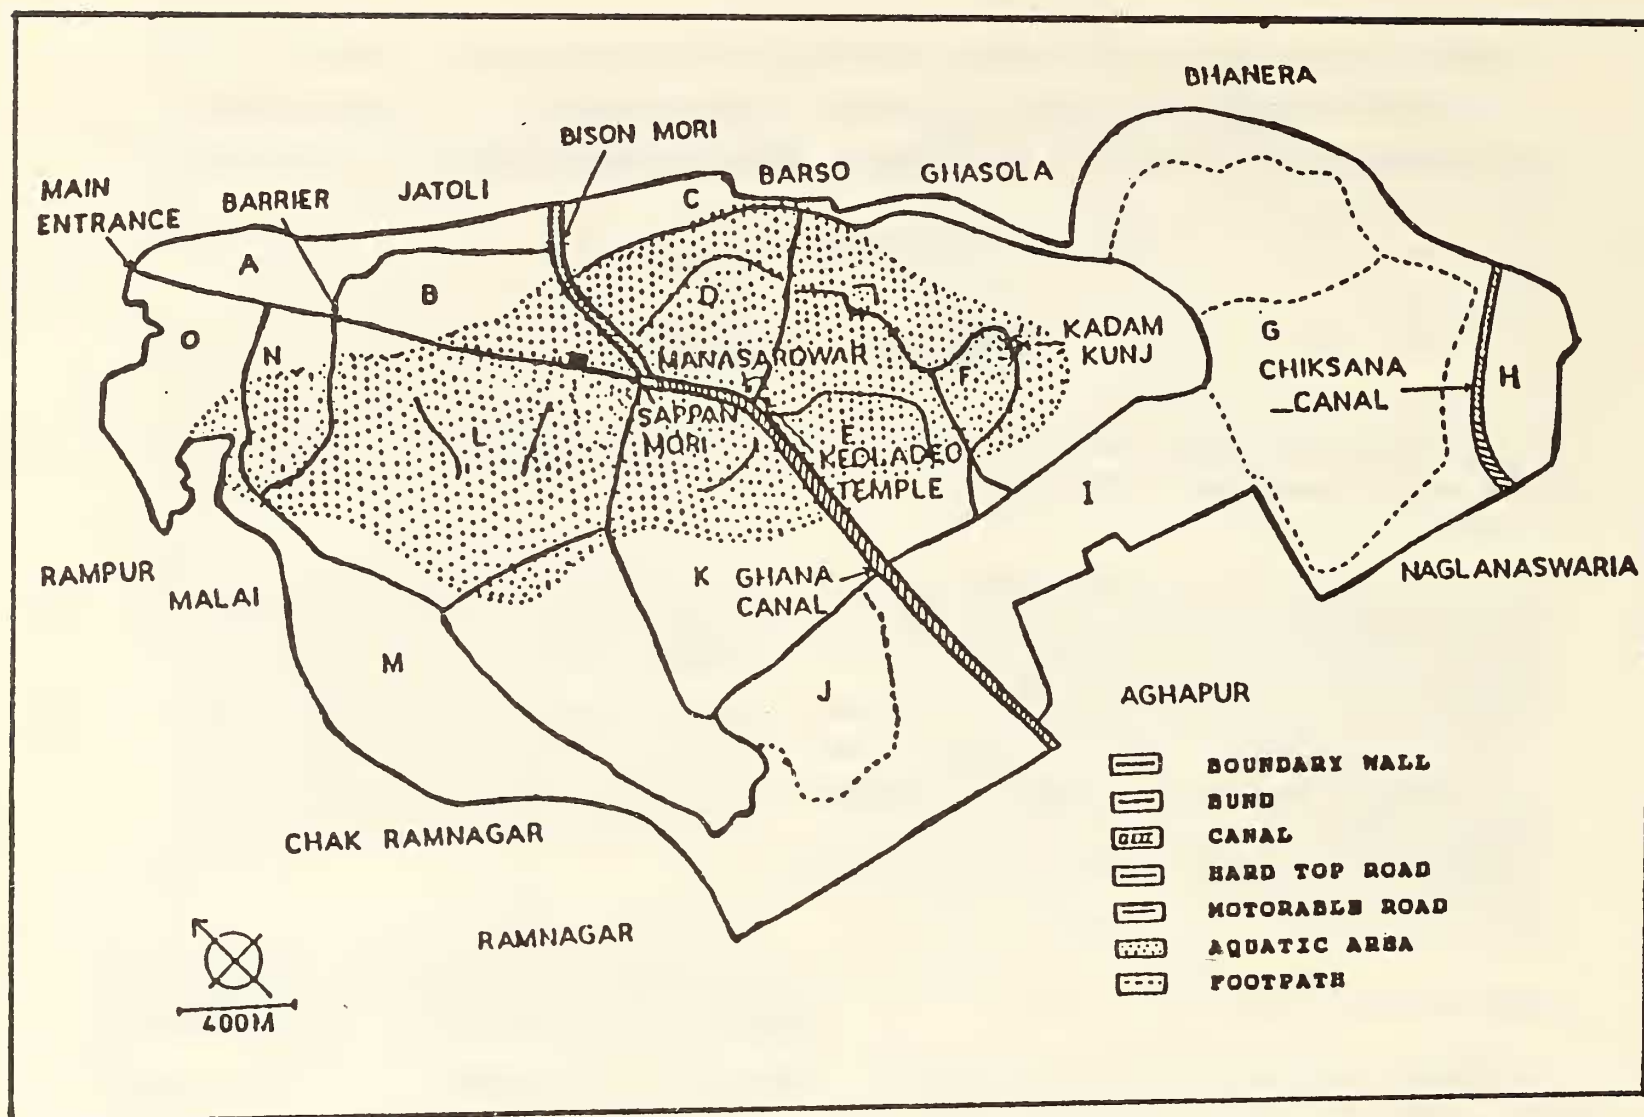 BHANERA
BISON MORI
MAIN
ENTRANCE
BARRIER
JATOLI
BARSO
GHASOLA
C
A
B
D
O
N
MANASAROWAR
KADAM
KUNJ
F
G
CHIKSANA
CANAL
H
SAPPAN
MORI
L
E
KEOLADEO
TEMPLE
I
RAMPUR
MALAI
K
GHANA
CANAL
NAGLANASWARIA
M
J
AGHAPUR
BOUNDARY WALL
BUND
CANAL
HARD TOP ROAD
MOTORABLE ROAD
AQUATIC AREA
FOOTPATH
CHAK RAMNAGAR
RAMNAGAR
400M